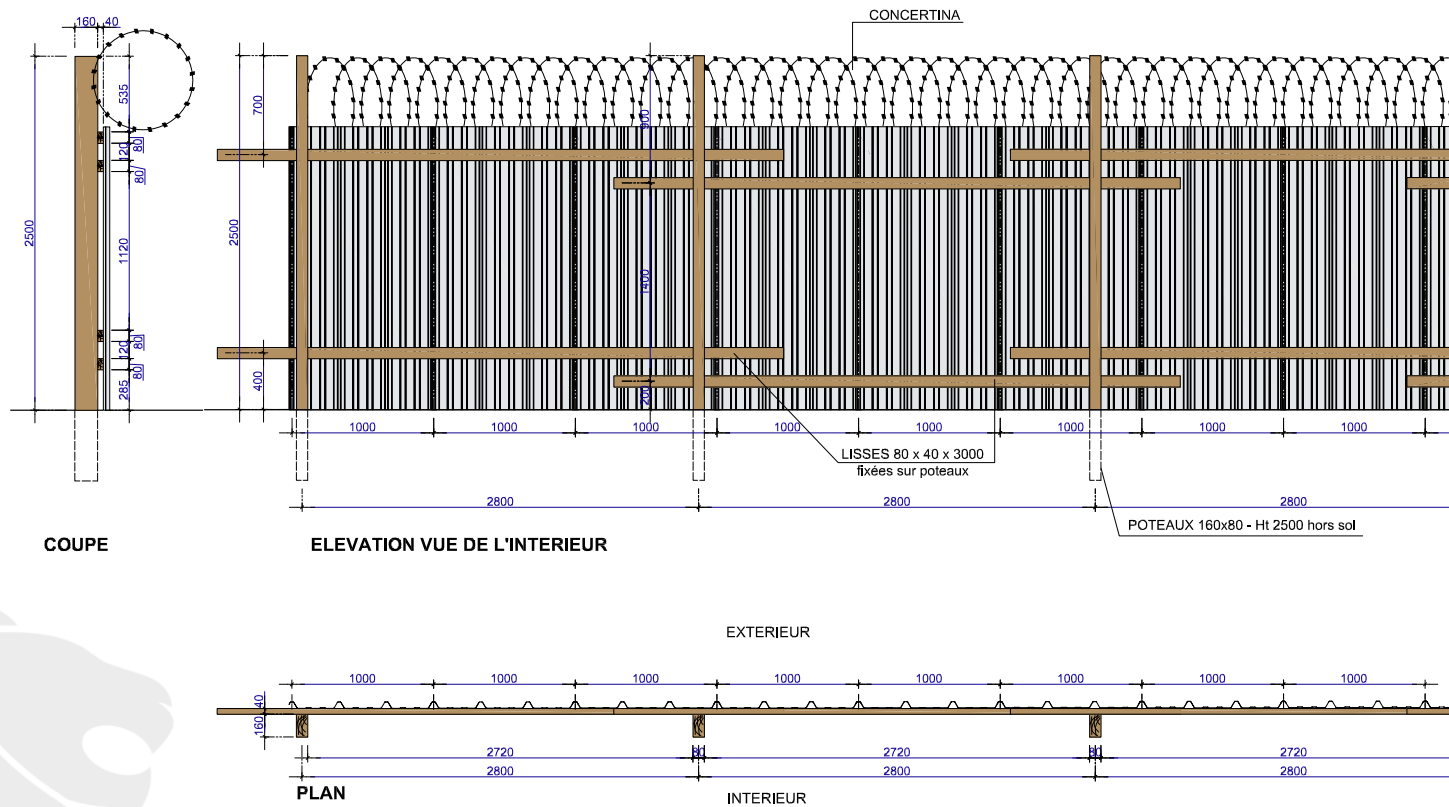 160 40
CONCERTINA
535
700
900
80
120
80
2500
2500
1120
1400
80
120
80
285
400
200
1000 1000 1000 1000 1000 1000 1000 1000
LISSES 80 x 40 x 3000
fixées sur poteaux
2800 2800 2800
POTEAUX 160x80 - Ht 2500 hors sol
COUPE
ELEVATION VUE DE L'INTERIEUR
EXTERIEUR
1000 1000 1000 1000 1000 1000 1000 1000
40
160
2720 80 2720 80 2720
2800 2800 2800
PLAN
INTERIEUR